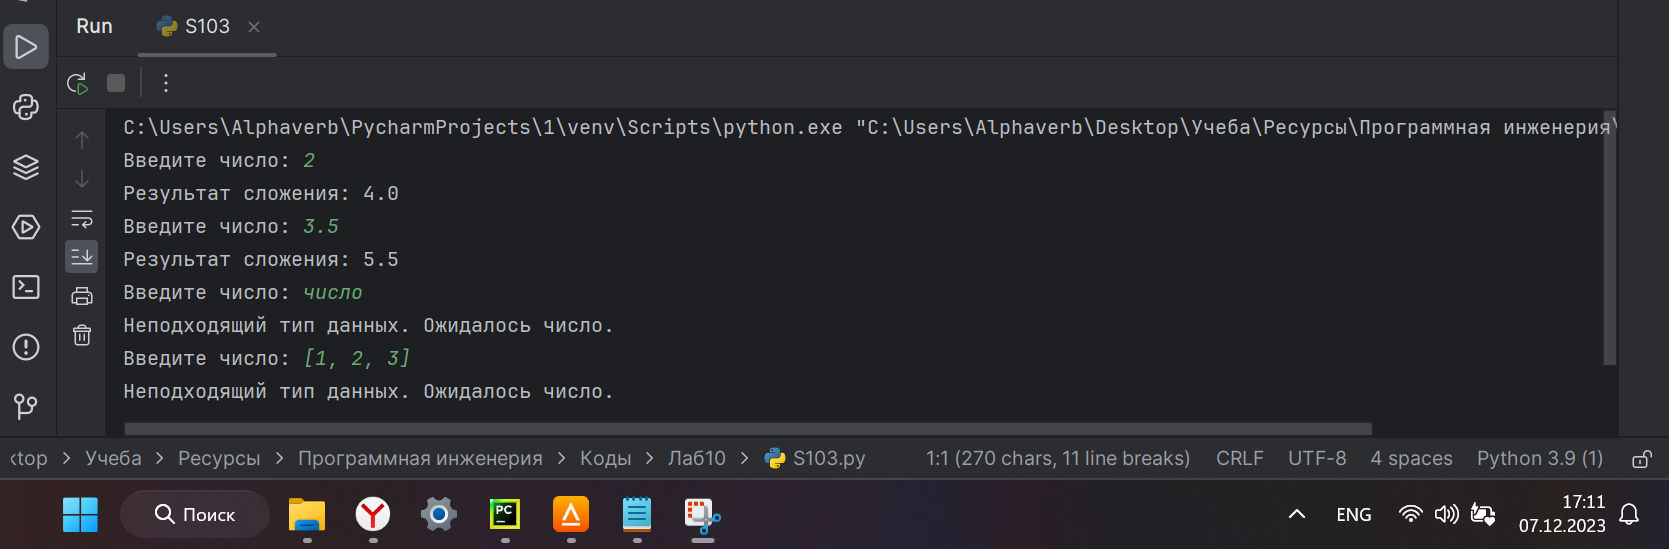 Run S103
C:\Users\Alphaverb\PycharmProjects\1\venv\Scripts\python.exe "C:\Users\Alphaverb\Desktop\Учеба\Ресурсы\Программная инженерия\
Введите число: 2
Результат сложения: 4.0
Введите число: 3.5
Результат сложения: 5.5
Введите число: число
Неподходящий тип данных. Ожидалось число.
Введите число: [1, 2, 3]
Неподходящий тип данных. Ожидалось число.
ktop > Учеба > Ресурсы > Программная инженерия > Коды > Лаб10 > S103.py 1:1 (270 chars, 11 line breaks) CRLF UTF-8 4 spaces Python 3.9 (1)
Поиск PC ENG 17:11
07.12.2023